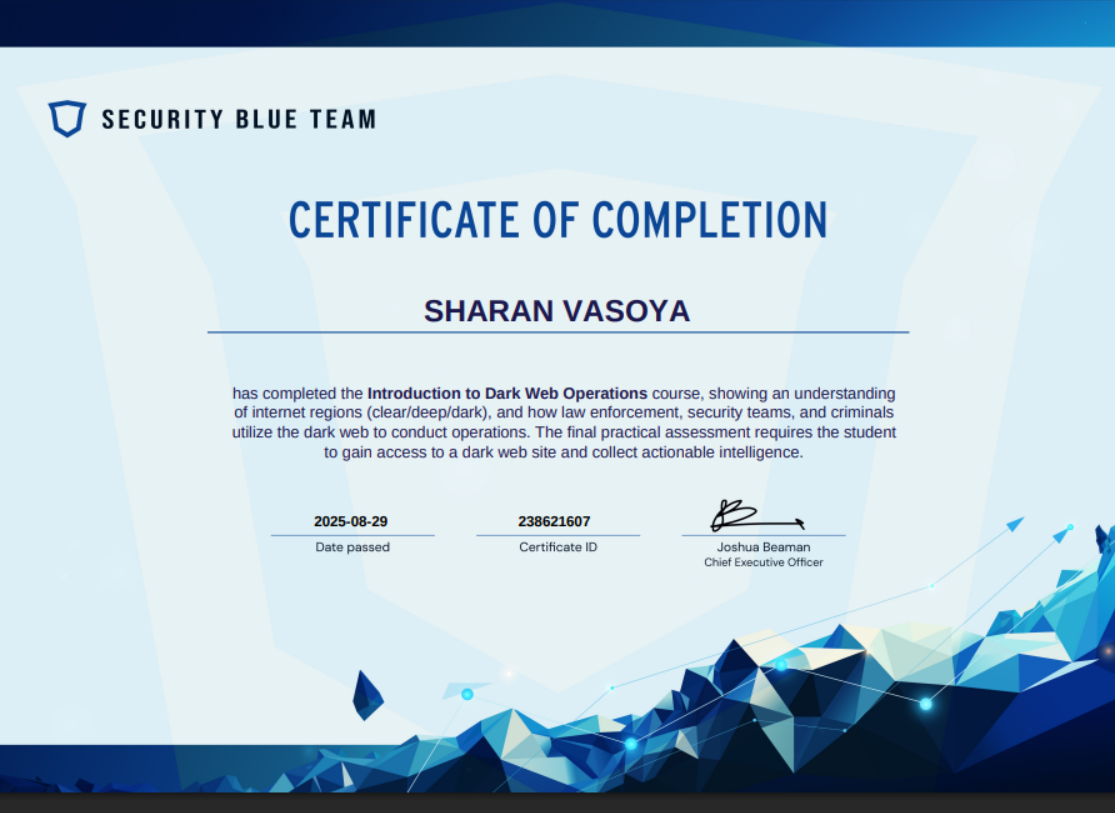 SECURITY BLUE TEAM
CERTIFICATE OF COMPLETION
SHARAN VASOYA
has completed the Introduction to Dark Web Operations course, showing an understanding
of internet regions (clear/deep/dark), and how law enforcement, security teams, and criminals
utilize the dark web to conduct operations. The final practical assessment requires the student
to gain access to a dark web site and collect actionable intelligence.
2025-08-29
Date passed
238621607
Certificate ID
Joshua Beaman
Chief Executive Officer